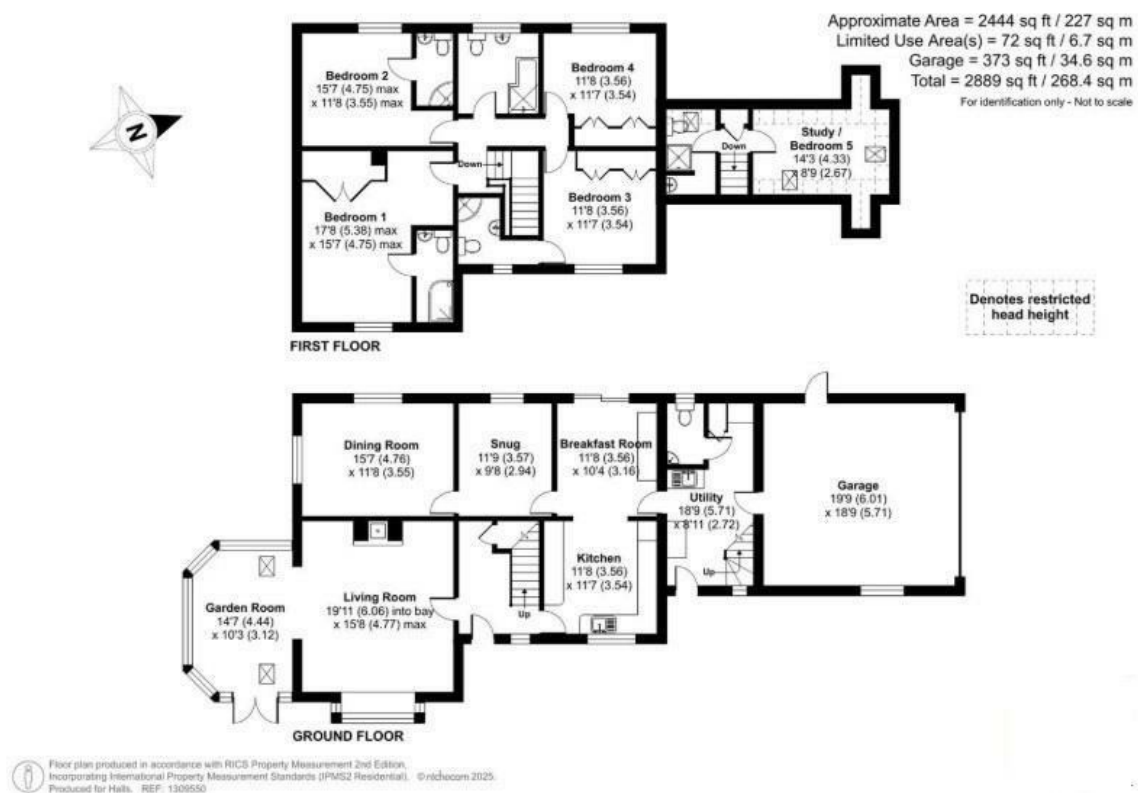 Approximate Area = 2444 sq ft / 227 sq m
Limited Use Area(s) = 72 sq ft / 6.7 sq m
Garage = 373 sq ft / 34.6 sq m
Total = 2889 sq ft / 268.4 sq m
For identification only - Not to scale
N
Bedroom 2
15'7 (4.75) max
x 11'8 (3.55) max
Bedroom 4
11'8 (3.56)
x 11'7 (3.54)
Down
Study /
Bedroom 5
14'3 (4.33)
x 8'9 (2.67)
Down
Bedroom 1
17'8 (5.38) max
x 15'7 (4.75) max
Bedroom 3
11'8 (3.56)
x 11'7 (3.54)
Denotes restricted
head height
FIRST FLOOR
Dining Room
15'7 (4.76)
x 11'8 (3.55)
Snug
11'9 (3.57)
x 9'8 (2.94)
Breakfast Room
11'8 (3.56)
x 10'4 (3.16)
Utility
18'9 (5.71)
x 8'11 (2.72)
Up
Garage
19'9 (6.01)
x 18'9 (5.71)
Garden Room
14'7 (4.44)
x 10'3 (3.12)
Living Room
19'11 (6.06) into bay
x 15'8 (4.77) max
Up
Kitchen
11'8 (3.56)
x 11'7 (3.54)
GROUND FLOOR
Floor plan produced in accordance with RICS Property Measurement 2nd Edition,
Incorporating International Property Measurement Standards (IPMS2 Residential). © nichecom 2025.
Produced for Halls. REF: 1309550